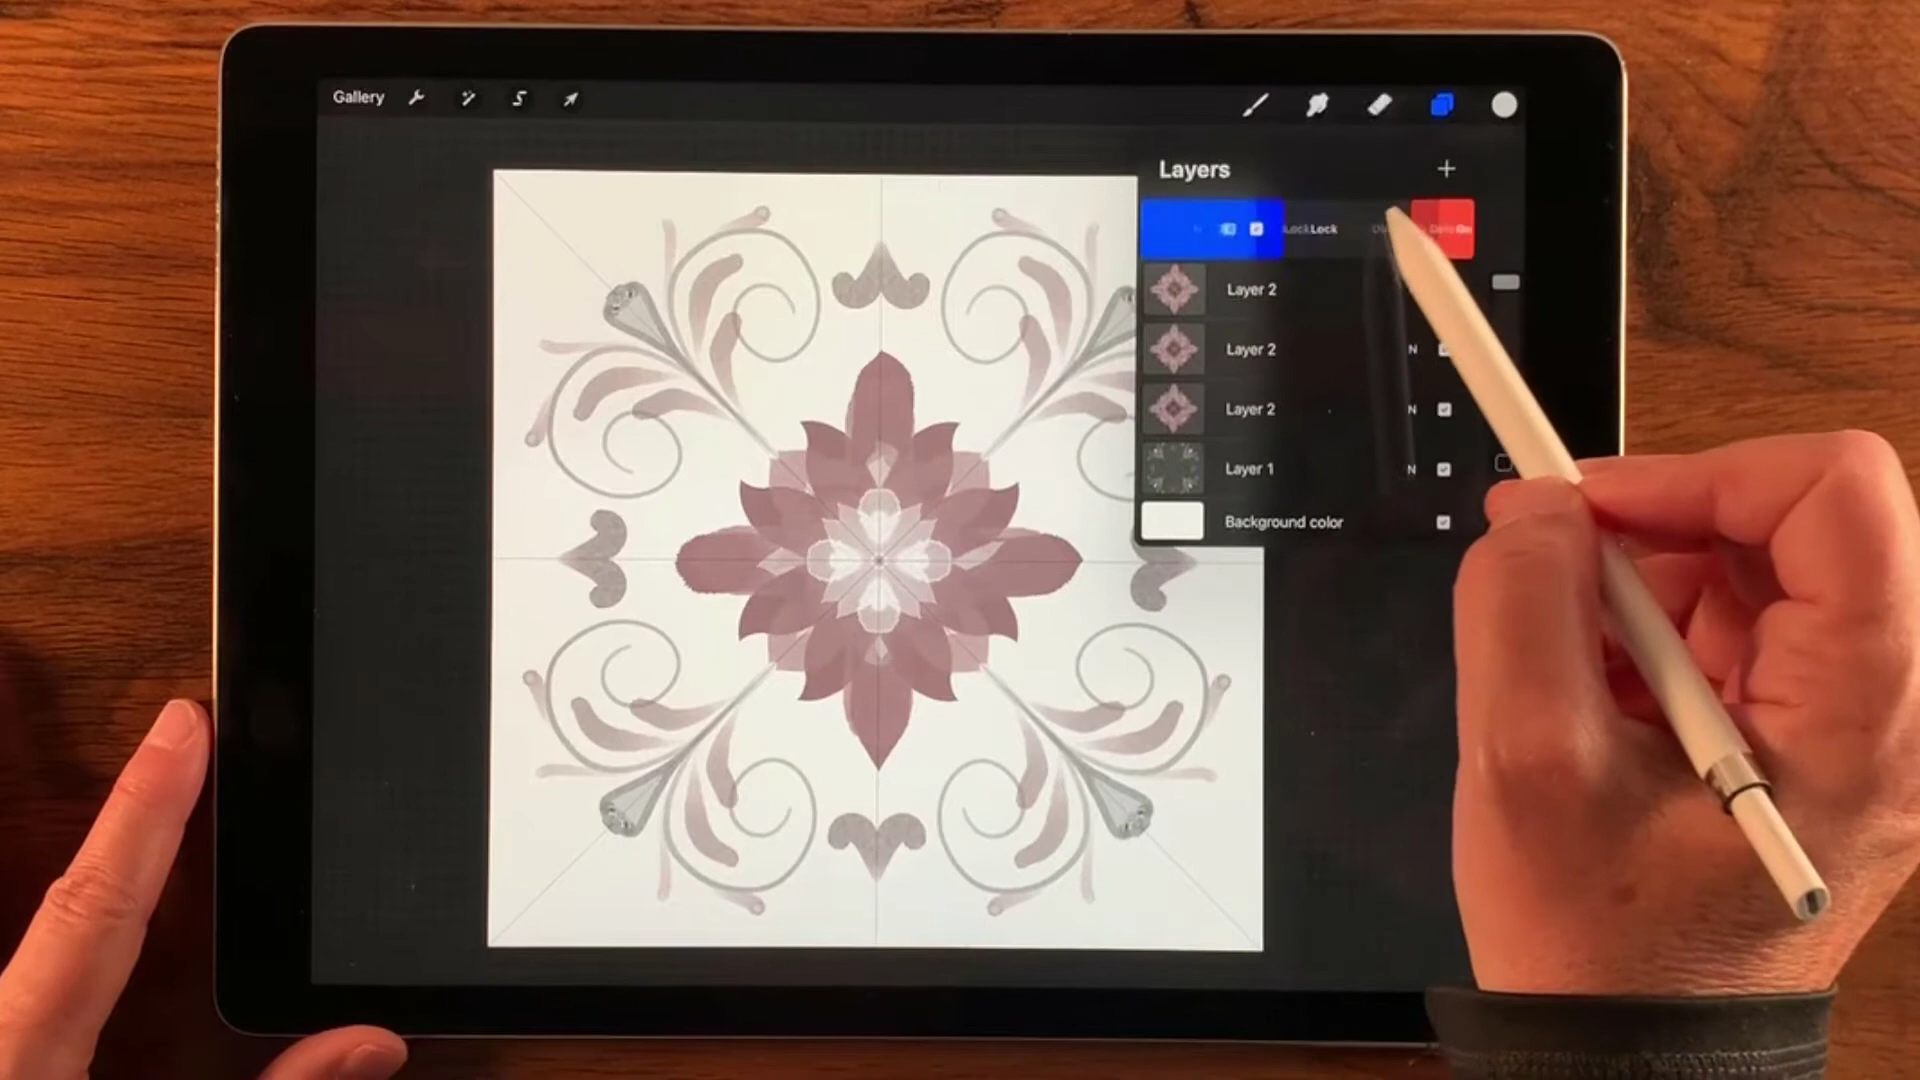 Gallery
Layers
Lock
Layer 2
Layer 2
N
Layer 2
N
Layer 1
N
Background color